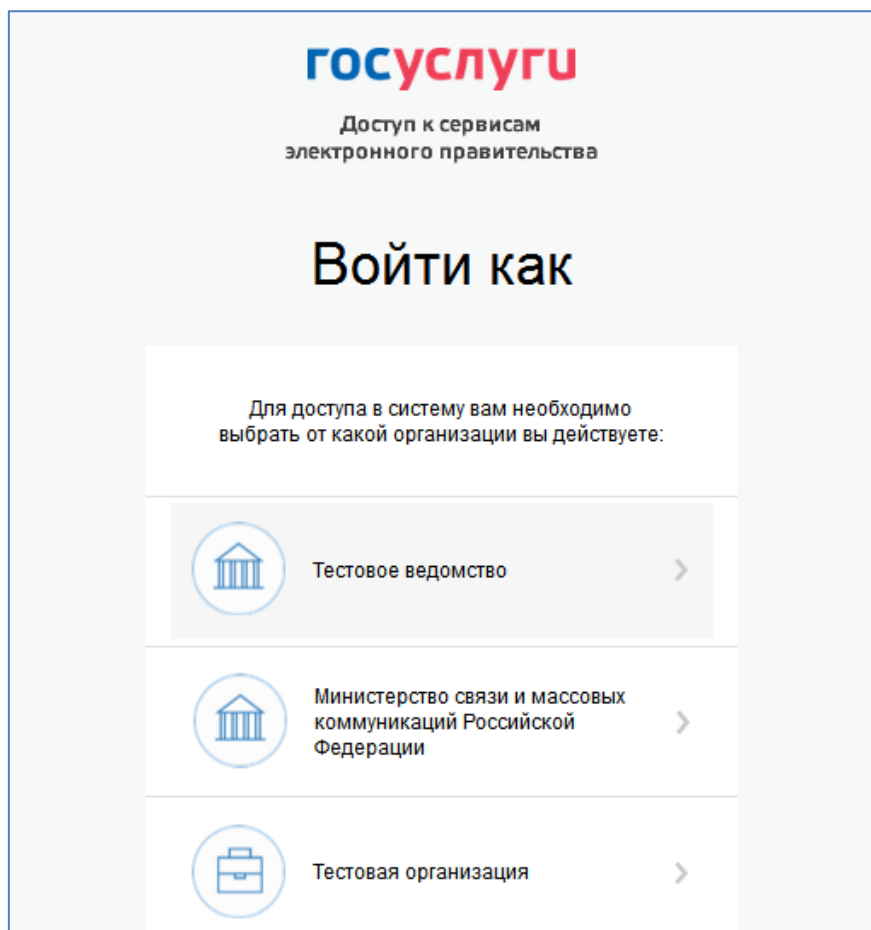 госуслуги
Доступ к сервисам
электронного правительства
Войти как
Для доступа в систему вам необходимо
выбрать от какой организации вы действуете:
Тестовое ведомство
Министерство связи и массовых
коммуникаций Российской
Федерации
Тестовая организация